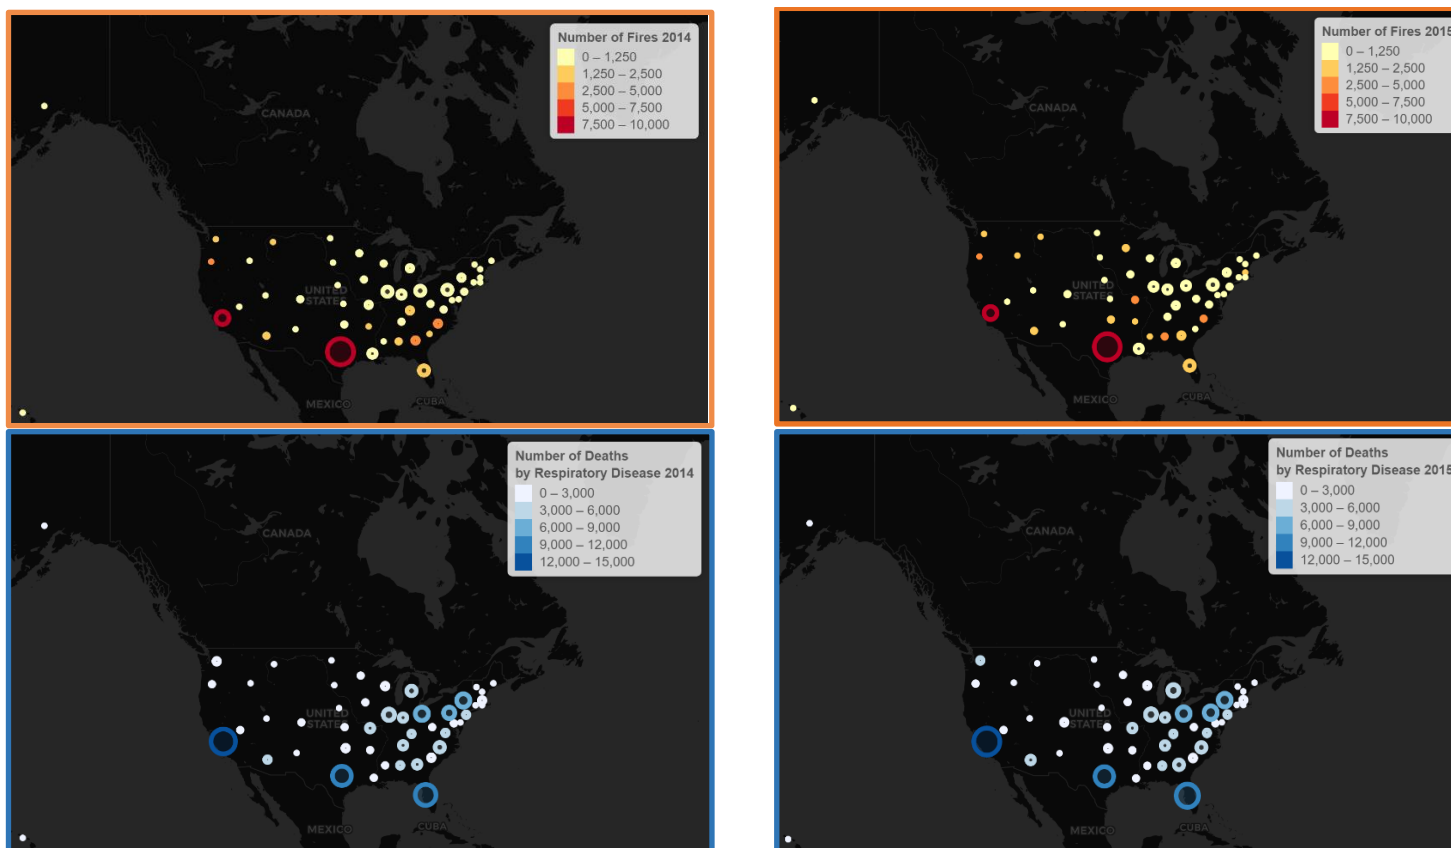 Number of Fires 2014
0 – 1,250
1,250 – 2,500
2,500 – 5,000
5,000 – 7,500
7,500 – 10,000
CANADA
UNITED
STATES
MEXICO
CUBA
Number of Fires 2015
0 – 1,250
1,250 – 2,500
2,500 – 5,000
5,000 – 7,500
7,500 – 10,000
CANADA
UNITED
STATES
MEXICO
CUBA
Number of Deaths
by Respiratory Disease 2014
0 – 3,000
3,000 – 6,000
6,000 – 9,000
9,000 – 12,000
12,000 – 15,000
CANADA
UNITED
STATES
MEXICO
CUBA
Number of Deaths
by Respiratory Disease 2015
0 – 3,000
3,000 – 6,000
6,000 – 9,000
9,000 – 12,000
12,000 – 15,000
CANADA
UNITED
STATES
MEXICO
CUBA